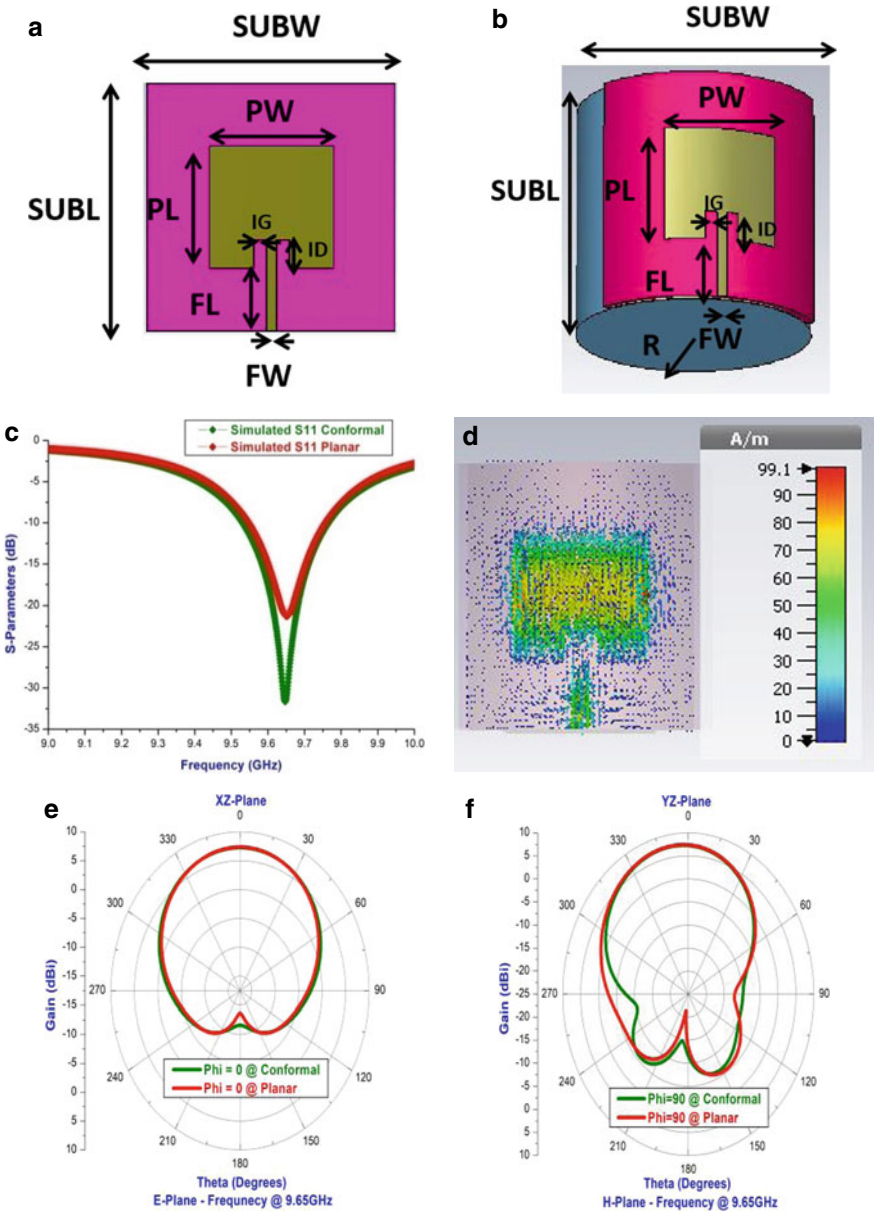 a
SUBW
PW
SUBL
PL
IG
ID
FL
FW
b
SUBW
PW
SUBL
PL
IG
ID
FL
R
FW
c
Simulated S11 Conformal
Simulated S11 Planar
0
-5
-10
-15
-20
-25
-30
-35
S-Parameters (dB)
9.0 9.1 9.2 9.3 9.4 9.5 9.6 9.7 9.8 9.9 10.0
Frequency (GHz)
d
A/m
99.1
90
80
70
60
50
40
30
20
10
0
e
XZ-Plane
0
30
60
90
120
150
180
210
240
270
300
330
10
5
0
-5
-10
-15
-10
-5
0
5
10
Gain (dBi)
Phi = 0 @ Conformal
Phi = 0 @ Planar
Theta (Degrees)
E-Plane - Frequnecy @ 9.65GHz
f
YZ-Plane
0
30
60
90
120
150
180
210
240
270
300
330
10
5
0
-5
-10
-15
-20
-25
-20
-15
-10
-5
0
5
10
Gain (dBi)
Phi=90 @ Conformal
Phi=90 @ Planar
Theta (Degrees)
H-Plane - Frequency @ 9.65GHz